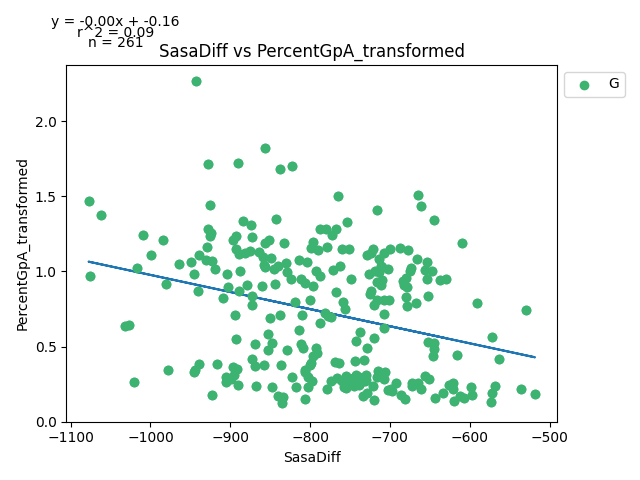 y = -0.00x + -0.16
r^2 = 0.09
n = 261
SasaDiff vs PercentGpA_transformed
G
2.0
1.5
1.0
0.5
0.0
PercentGpA_transformed
−1100 −1000 −900 −800 −700 −600 −500
SasaDiff